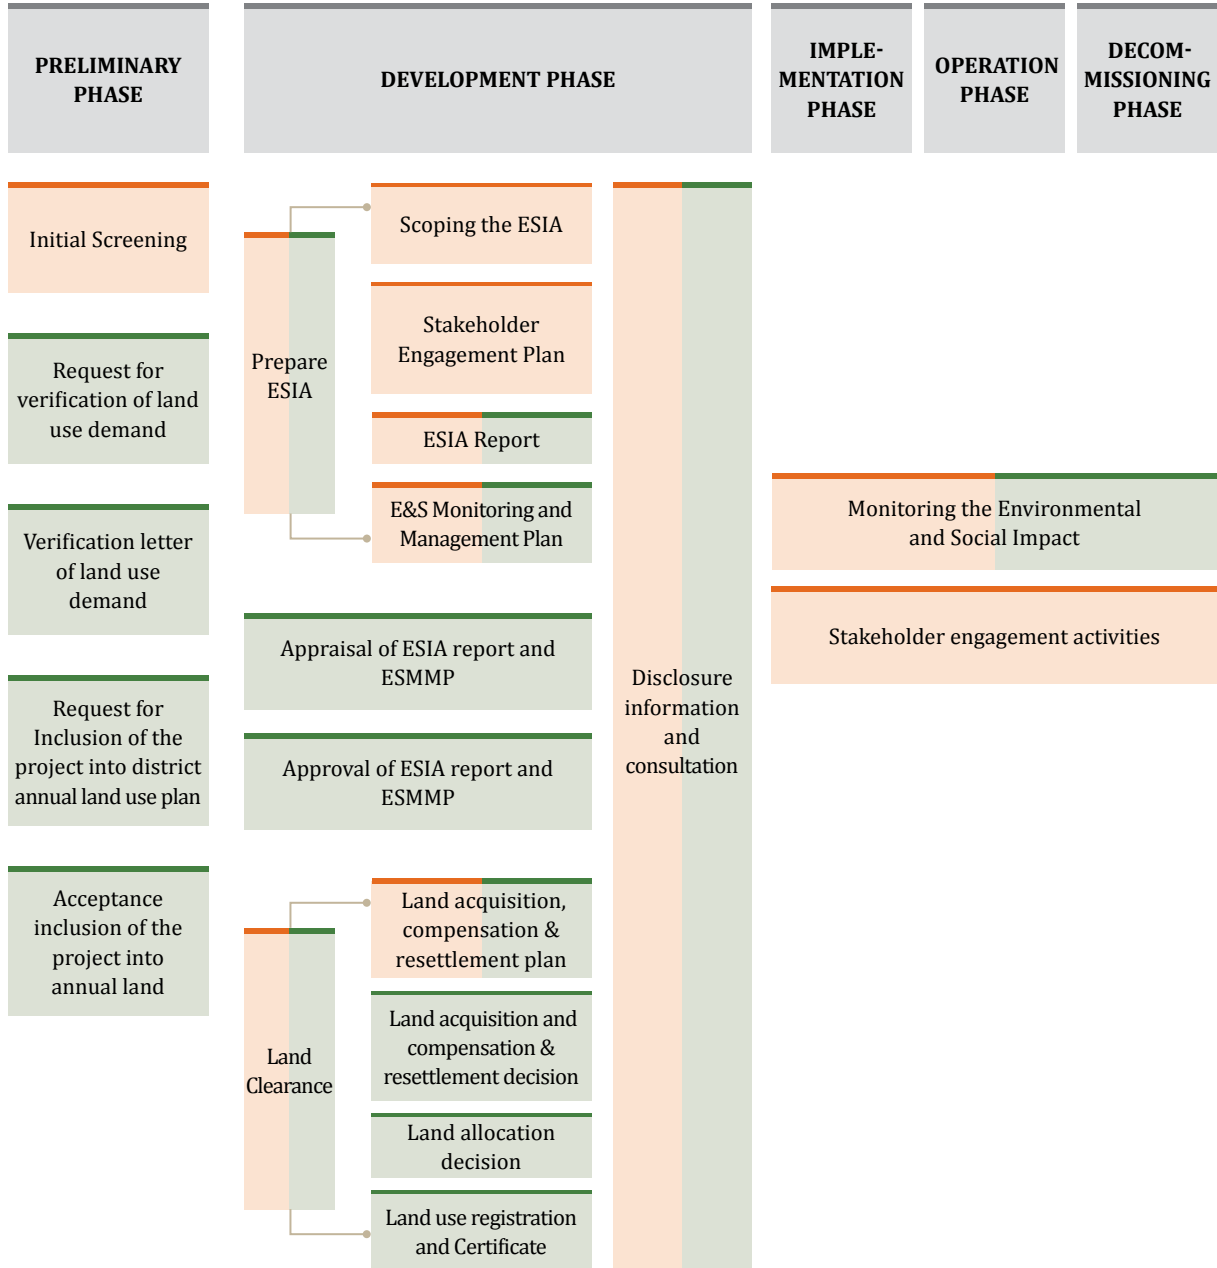 PRELIMINARY
PHASE
DEVELOPMENT PHASE
IMPLE-
MENTATION
PHASE
OPERATION
PHASE
DECOM-
MISSIONING
PHASE
Initial Screening
Request for
verification of land
use demand
Verification letter
of land use
demand
Request for
Inclusion of the
project into district
annual land use plan
Acceptance
inclusion of the
project into
annual land
Prepare
ESIA
Scoping the ESIA
Stakeholder
Engagement Plan
ESIA Report
E&S Monitoring and
Management Plan
Appraisal of ESIA report and
ESMMP
Approval of ESIA report and
ESMMP
Land
Clearance
Land acquisition,
compensation &
resettlement plan
Land acquisition and
compensation &
resettlement decision
Land allocation
decision
Land use registration
and Certificate
Disclosure
information
and
consultation
Monitoring the Environmental
and Social Impact
Stakeholder engagement activities